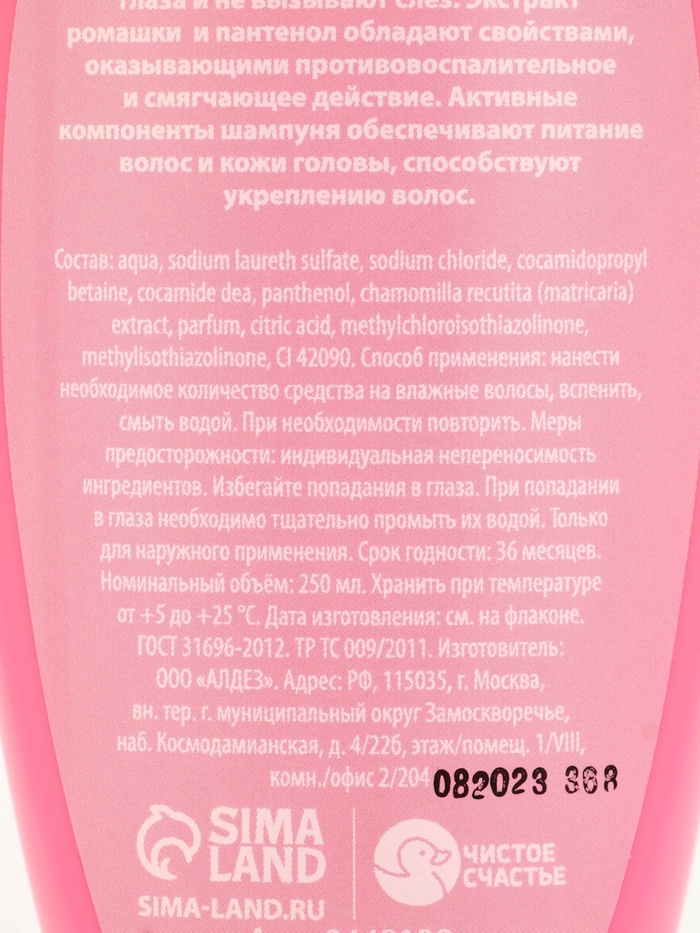 глаза и не вызывают слёз. Экстракт
ромашки и пантенол обладают свойствами,
оказывающими противовоспалительное
и смягчающее действие. Активные
компоненты шампуня обеспечивают питание
волос и кожи головы, способствуют
укреплению волос.
Состав: aqua, sodium laureth sulfate, sodium chloride, cocamidopropyl
betaine, cocamide dea, panthenol, chamomilla recutita (matricaria)
extract, parfum, citric acid, methylchloroisothiazolinone,
methylisothiazolinone, CI 42090. Способ применения: нанести
необходимое количество средства на влажные волосы, вспенить,
смыть водой. При необходимости повторить. Меры
предосторожности: индивидуальная непереносимость
ингредиентов. Избегайте попадания в глаза. При попадании
в глаза необходимо тщательно промыть их водой. Только
для наружного применения. Срок годности: 36 месяцев.
Номинальный объём: 250 мл. Хранить при температуре
от +5 до +25 °С. Дата изготовления: см. на флаконе.
ГОСТ 31696-2012. ТР ТС 009/2011. Изготовитель:
ООО «АЛДЕЗ». Адрес: РФ, 115035, г. Москва,
вн. тер. г. муниципальный округ Замоскворечье,
наб. Космодамианская, д. 4/22б, этаж/помещ. 1/VIII,
комн./офис 2/204 082023 368
SIMA
LAND
SIMA-LAND.RU
ЧИСТОЕ
СЧАСТЬЕ